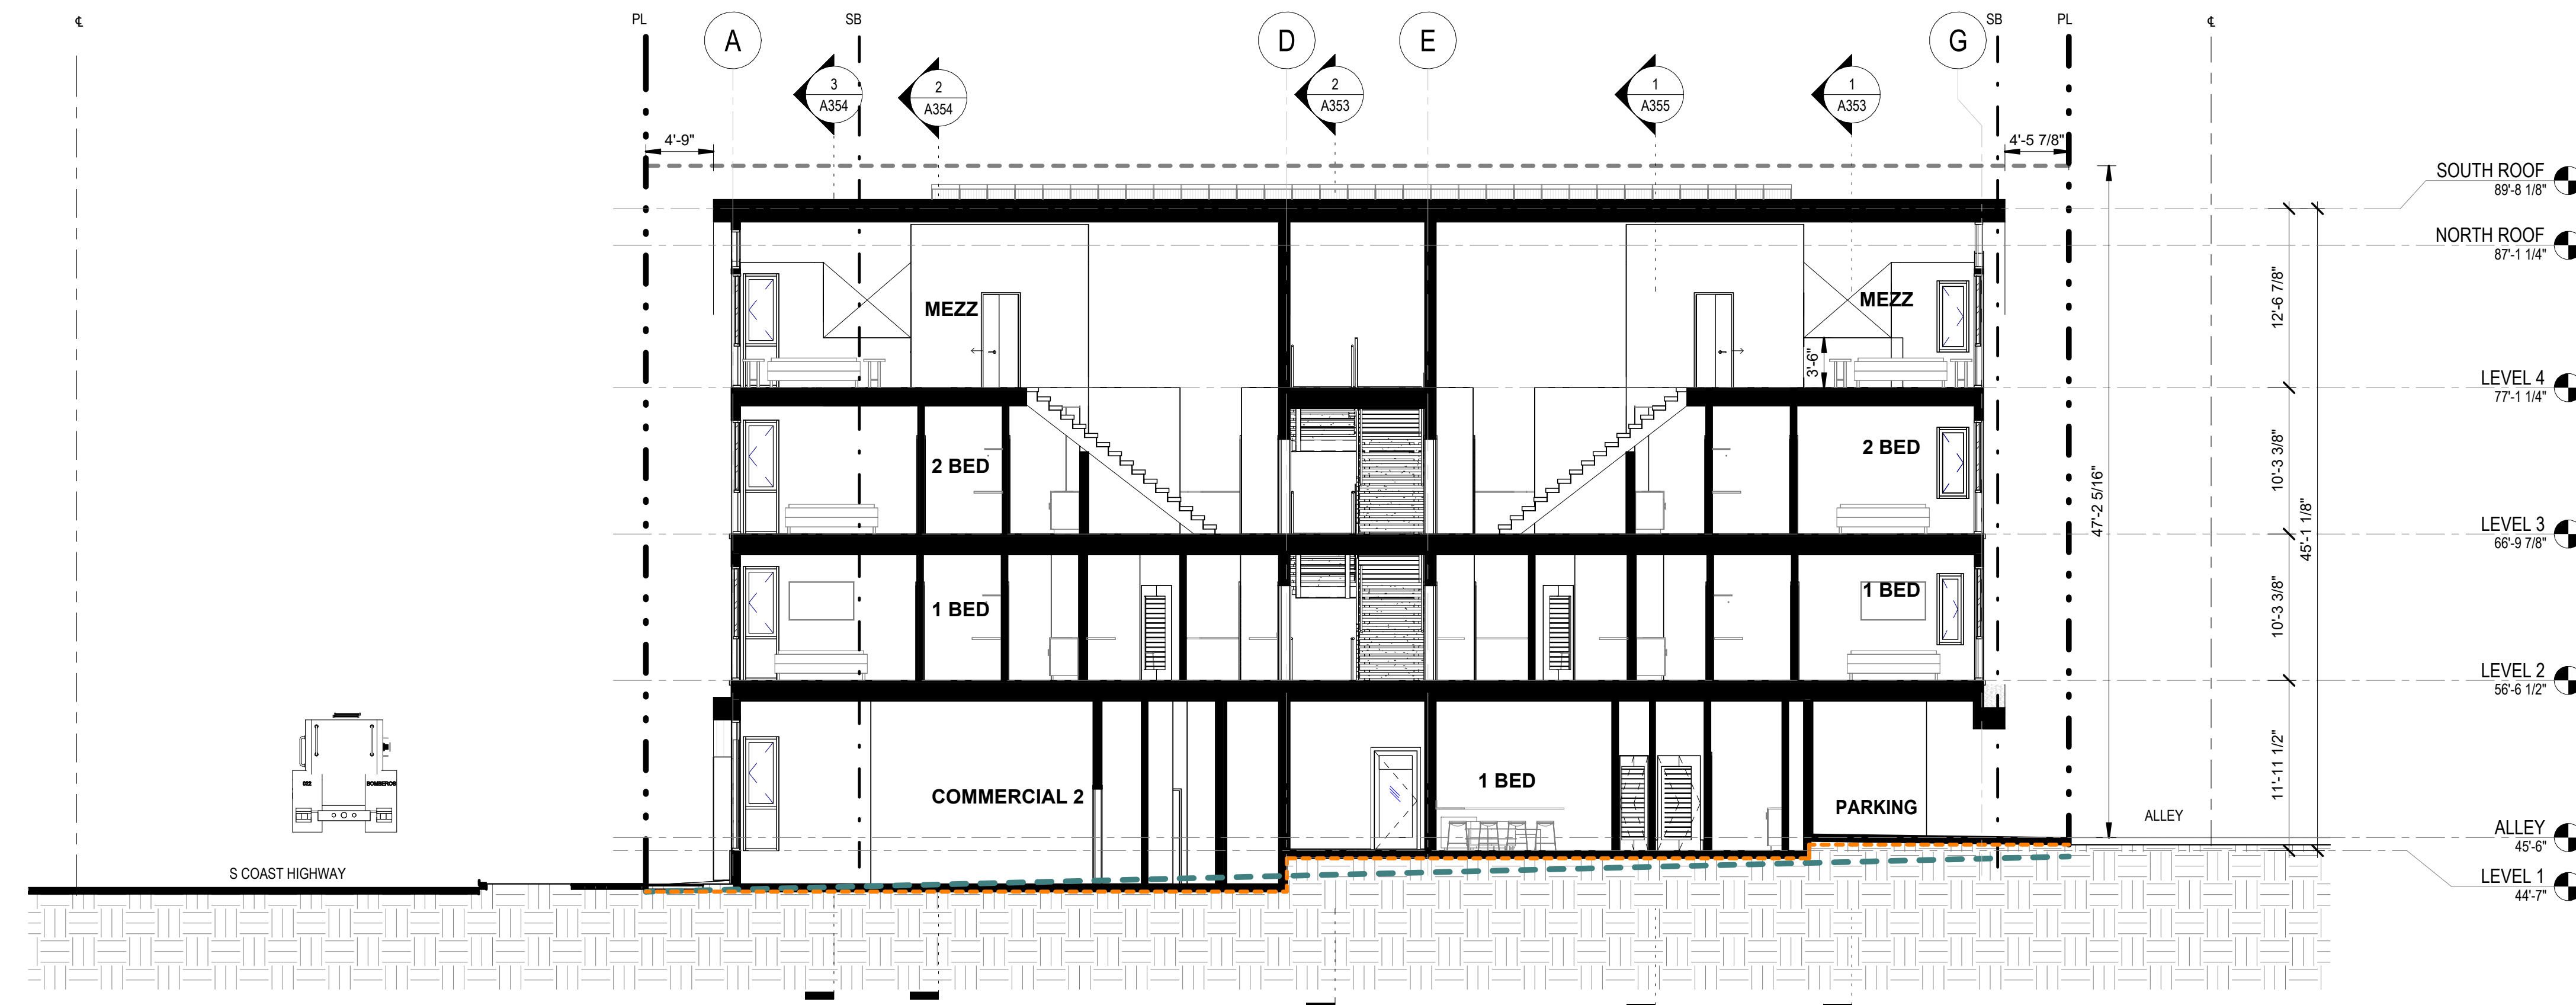 ℄
PL
A
SB
D
E
G
SB
PL
℄
3
A354
2
A354
2
A353
1
A355
1
A353
4'-9"
4'-5 7/8"
SOUTH ROOF
89'-8 1/8"
NORTH ROOF
87'-1 1/4"
12'-6 7/8"
MEZZ
MEZZ
3'-6"
LEVEL 4
77'-1 1/4"
2 BED
2 BED
10'-3 3/8"
47'-2 5/16"
45'-1 1/8"
LEVEL 3
66'-9 7/8"
1 BED
1 BED
10'-3 3/8"
LEVEL 2
56'-6 1/2"
022
BOMBEROS
COMMERCIAL 2
1 BED
PARKING
11'-11 1/2"
ALLEY
ALLEY
45'-6"
S COAST HIGHWAY
LEVEL 1
44'-7"